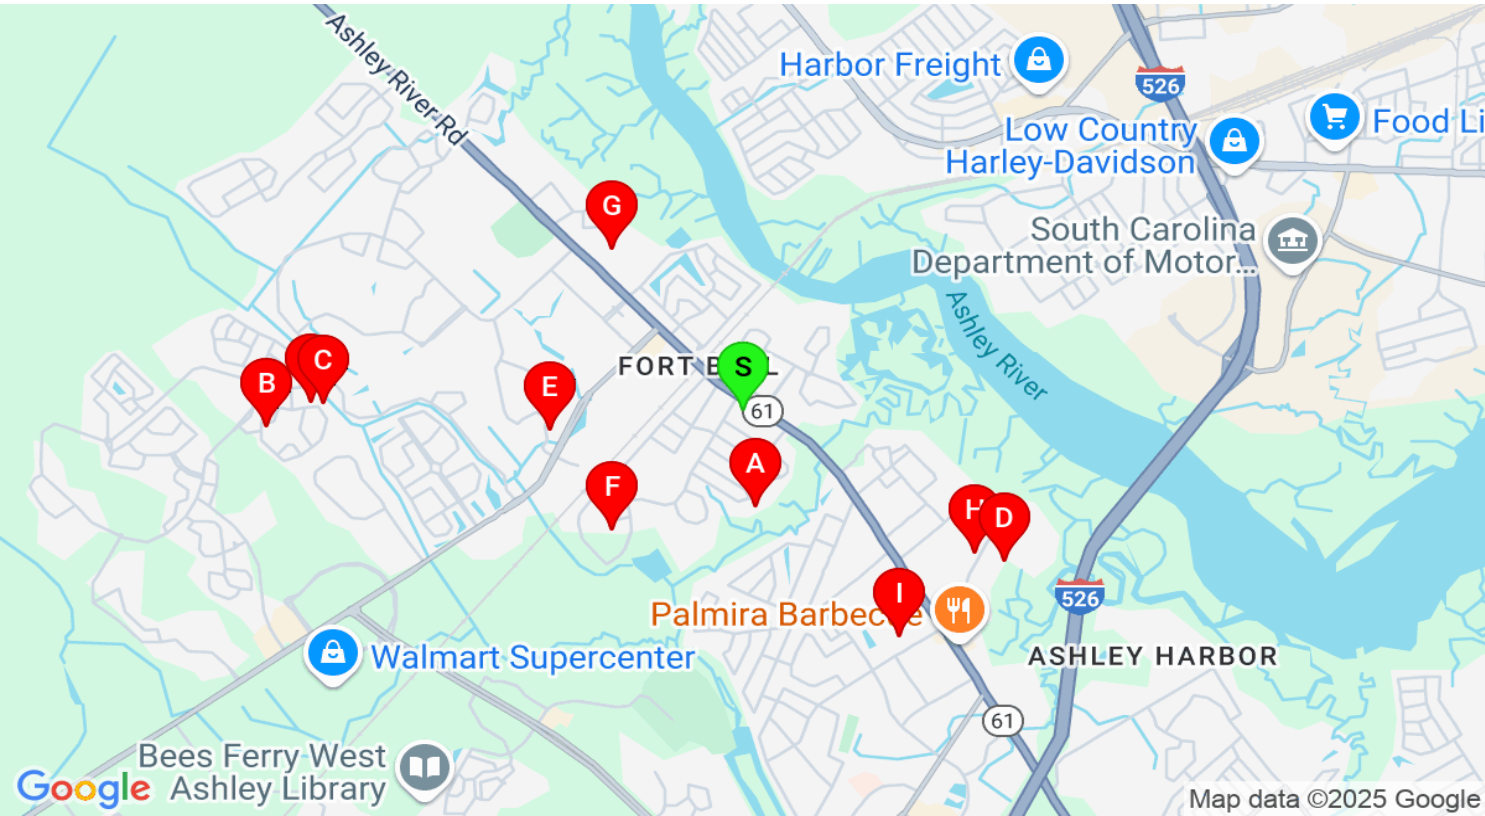 Ashley River Rd
Harbor Freight
526
Low Country
Harley-Davidson
Food Li
G
South Carolina
Department of Motor...
Ashley River
FORT B L
S
61
B
C
E
A
F
H
D
I
Palmira Barbec e
526
Walmart Supercenter
ASHLEY HARBOR
61
Bees Ferry West
Ashley Library
Google
Map data ©2025 Google